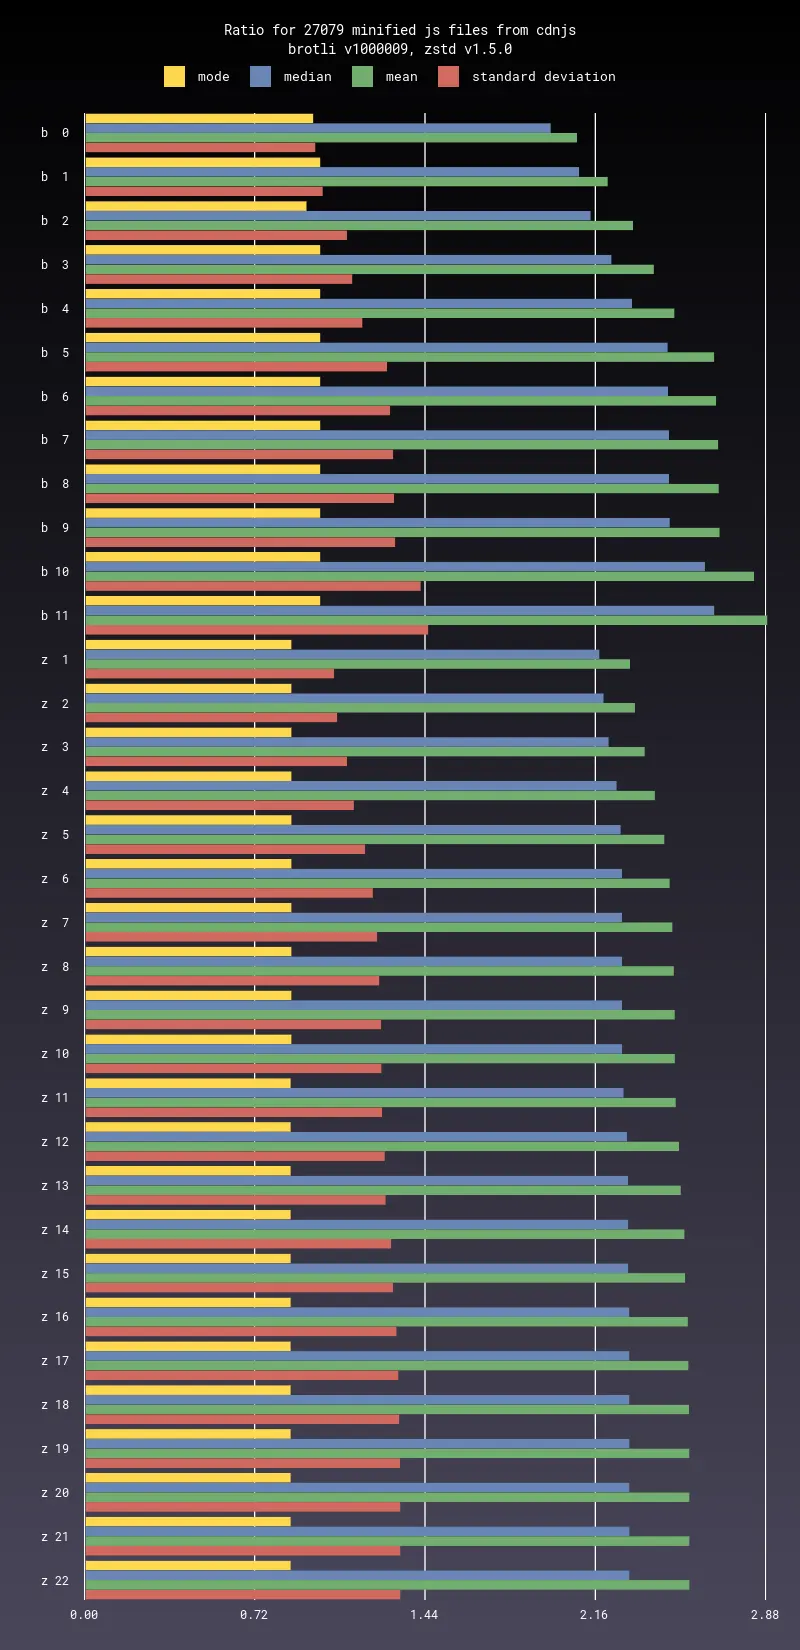 Ratio for 27079 minified js files from cdnjs
brotli v1000009, zstd v1.5.0
mode median mean standard deviation
b 0
b 1
b 2
b 3
b 4
b 5
b 6
b 7
b 8
b 9
b 10
b 11
z 1
z 2
z 3
z 4
z 5
z 6
z 7
z 8
z 9
z 10
z 11
z 12
z 13
z 14
z 15
z 16
z 17
z 18
z 19
z 20
z 21
z 22
0.00 0.72 1.44 2.16 2.88